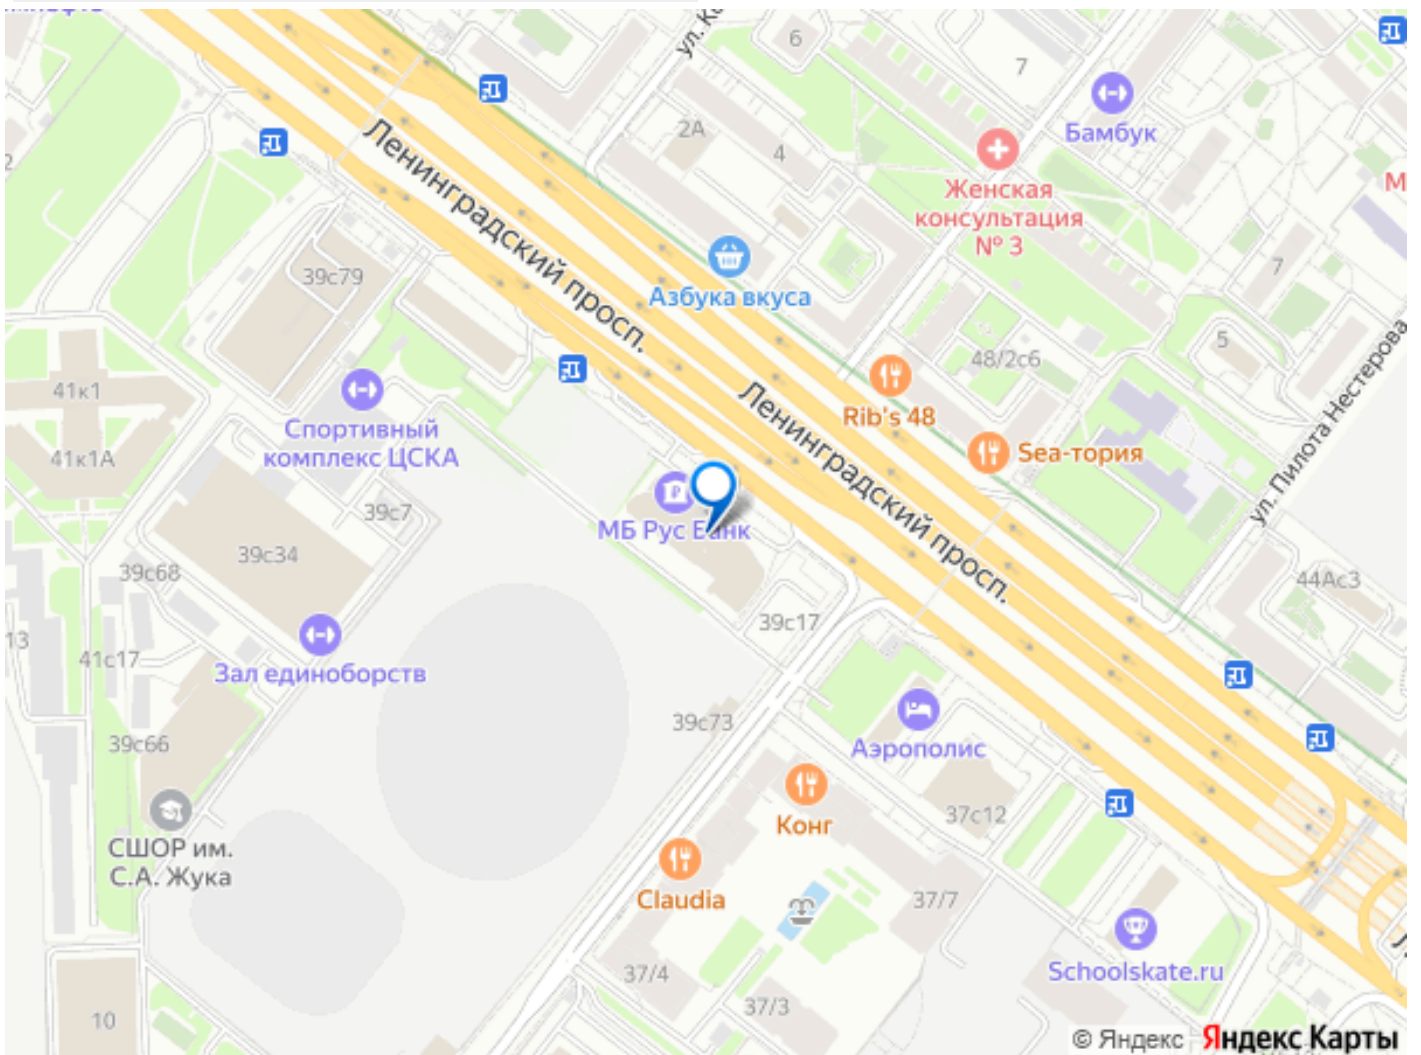 ул. Ко
6
7
Бамбук
2А
4
Женская
консультация
№ 3
М
Ленинградский просп.
39с79
Азбука вкуса
7
5
48/2с6
41к1
Спортивный
комплекс ЦСКА
Rib's 48
Ленинградский просп.
Sea-тория
ул. Пилота Нестерова
41к1А
39с7
МБ Рус Банк
39с34
39с68
44Ас3
39с17
13
41с17
Зал единоборств
39с66
39с73
Аэрополис
Конг
37с12
СШОР им.
С.А. Жука
Claudia
37/7
Schoolskate.ru
37/4
37/3
10
© Яндекс Яндекс Карты